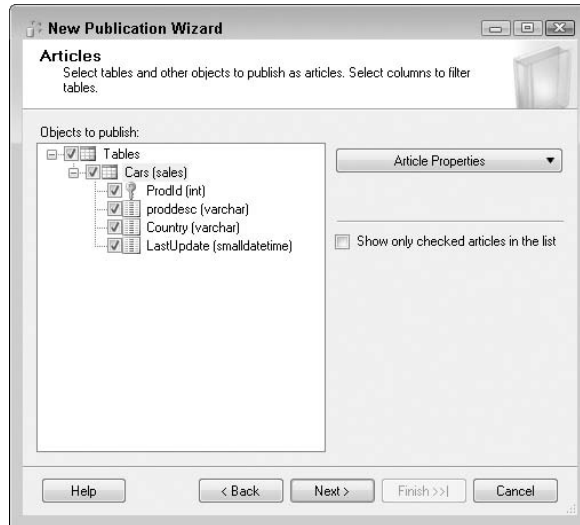 New Publication Wizard
Articles
Select tables and other objects to publish as articles. Select columns to filter
tables.
Objects to publish:
Tables
Cars (sales)
ProdId (int)
proddesc (varchar)
Country (varchar)
LastUpdate (smalldatetime)
Article Properties
Show only checked articles in the list
Help
< Back
Next >
Finish >>|
Cancel